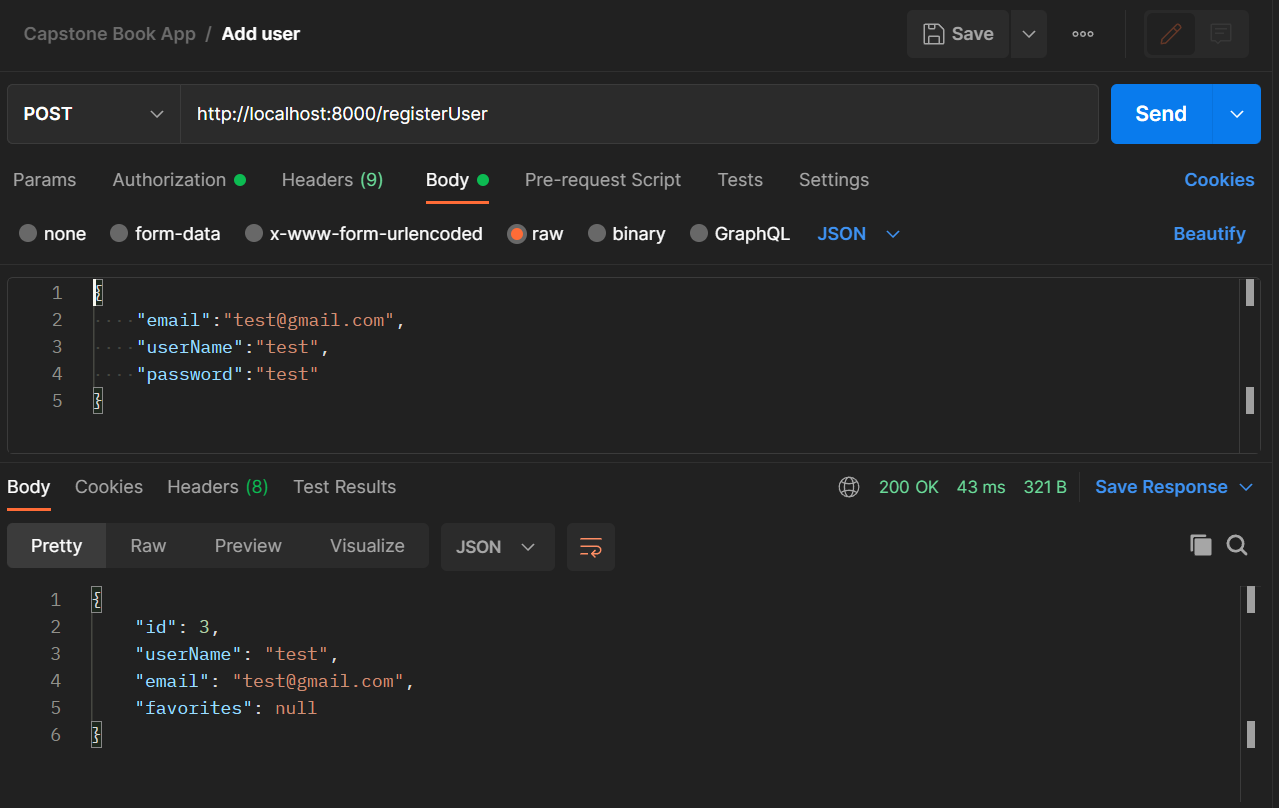 Capstone Book App / Add user
Save
POST
http://localhost:8000/registerUser
Send
Params Authorization Headers (9) Body Pre-request Script Tests Settings Cookies
none form-data x-www-form-urlencoded raw binary GraphQL JSON Beautify
1 {
2 "email":"test@gmail.com",
3 "userName":"test",
4 "password":"test"
5 }
Body Cookies Headers (8) Test Results 200 OK 43 ms 321 B Save Response
Pretty Raw Preview Visualize JSON
1 {
2 "id": 3,
3 "userName": "test",
4 "email": "test@gmail.com",
5 "favorites": null
6 }